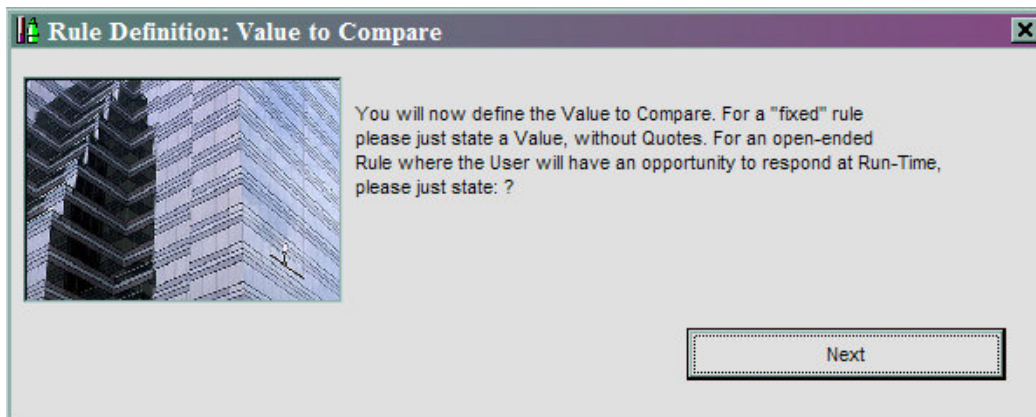 Rule Definition: Value to Compare
You will now define the Value to Compare. For a "fixed" rule
please just state a Value, without Quotes. For an open-ended
Rule where the User will have an opportunity to respond at Run-Time,
please just state: ?
Next